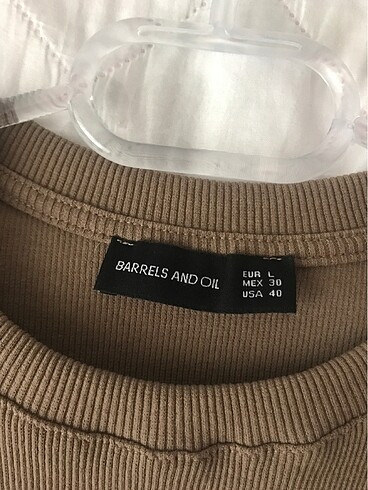 BARRELS AND OIL
EUR L
MEX 30
USA 40